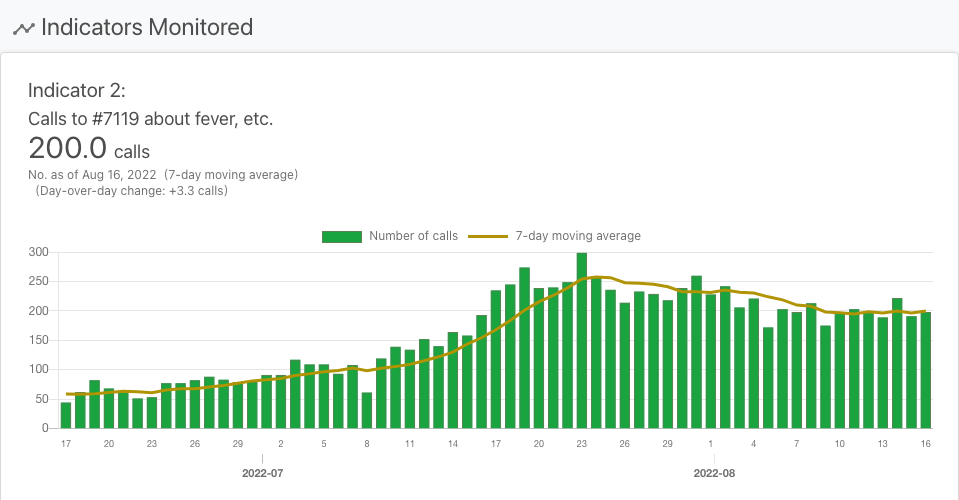 Indicators Monitored
Indicator 2:
Calls to #7119 about fever, etc.
200.0 calls
No. as of Aug 16, 2022 (7-day moving average)
(Day-over-day change: +3.3 calls)
Number of calls 7-day moving average
300
250
200
150
100
50
0
17 20 23 26 29 2 5 8 11 14 17 20 23 26 29 1 4 7 10 13 16
2022-07 2022-08